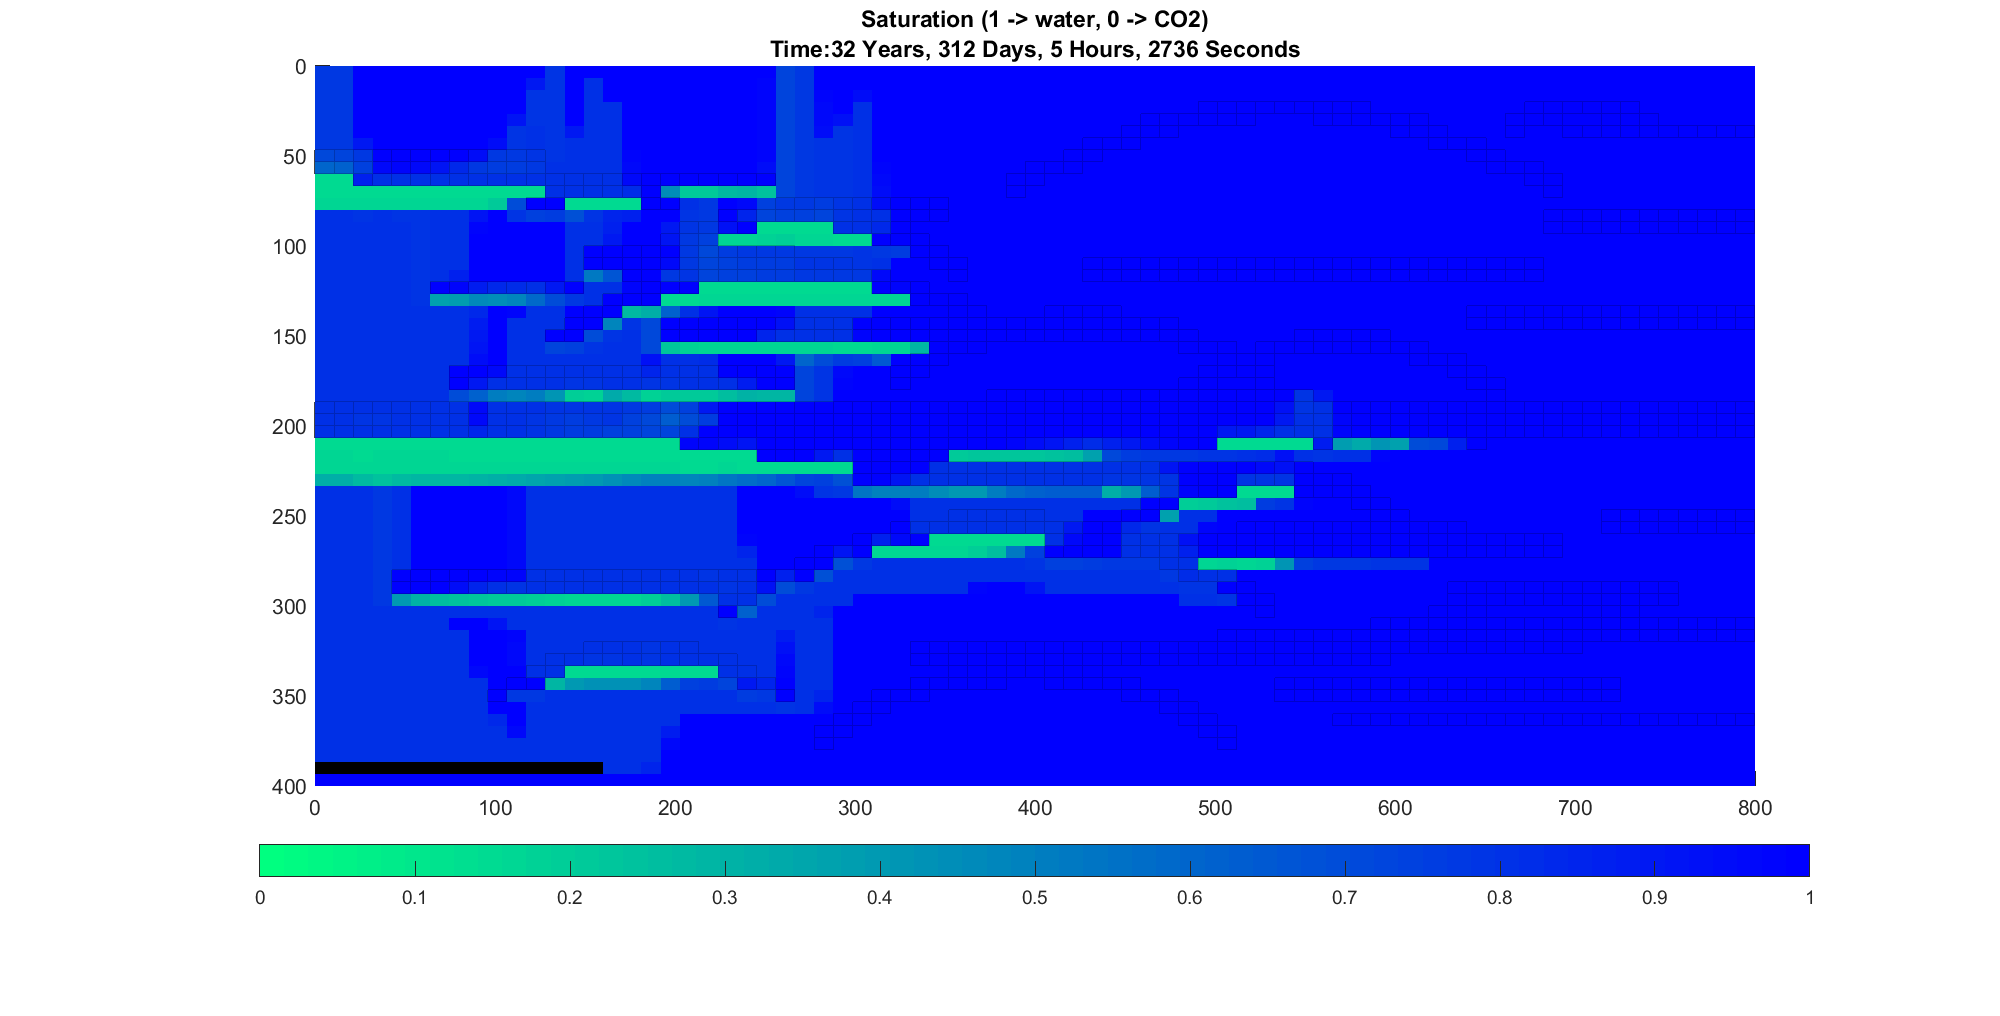 Saturation (1 -> water, 0 -> CO2)
Time:32 Years, 312 Days, 5 Hours, 2736 Seconds
0
50
100
150
200
250
300
350
400
0 100 200 300 400 500 600 700 800
0 0.1 0.2 0.3 0.4 0.5 0.6 0.7 0.8 0.9 1